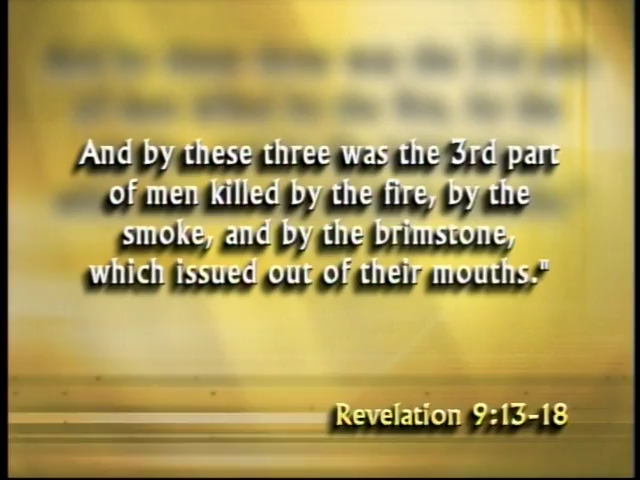 And by these three was the 3rd part
of men killed by the fire, by the
smoke, and by the brimstone,
which issued out of their mouths."
Revelation 9:13-18